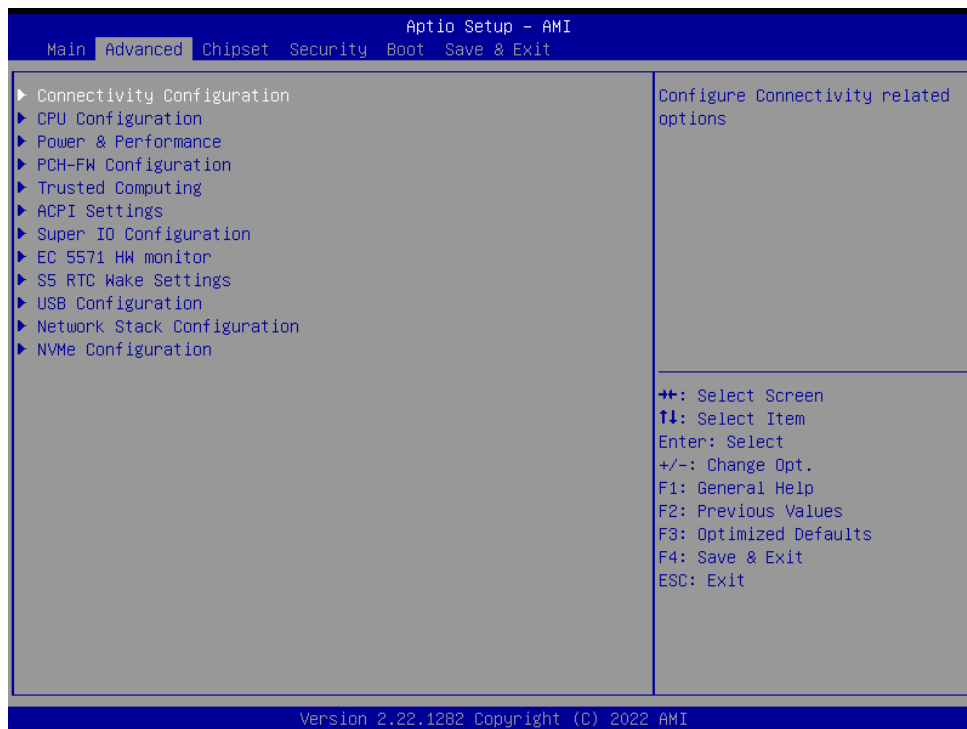 Aptio Setup – AMI
Main Advanced Chipset Security Boot Save & Exit
Connectivity Configuration
CPU Configuration
Power & Performance
PCH-FW Configuration
Trusted Computing
ACPI Settings
Super IO Configuration
EC 5571 HW monitor
S5 RTC Wake Settings
USB Configuration
Network Stack Configuration
NVMe Configuration
Configure Connectivity related
options
→←: Select Screen
↑↓: Select Item
Enter: Select
+/-: Change Opt.
F1: General Help
F2: Previous Values
F3: Optimized Defaults
F4: Save & Exit
ESC: Exit
Version 2.22.1282 Copyright (C) 2022 AMI